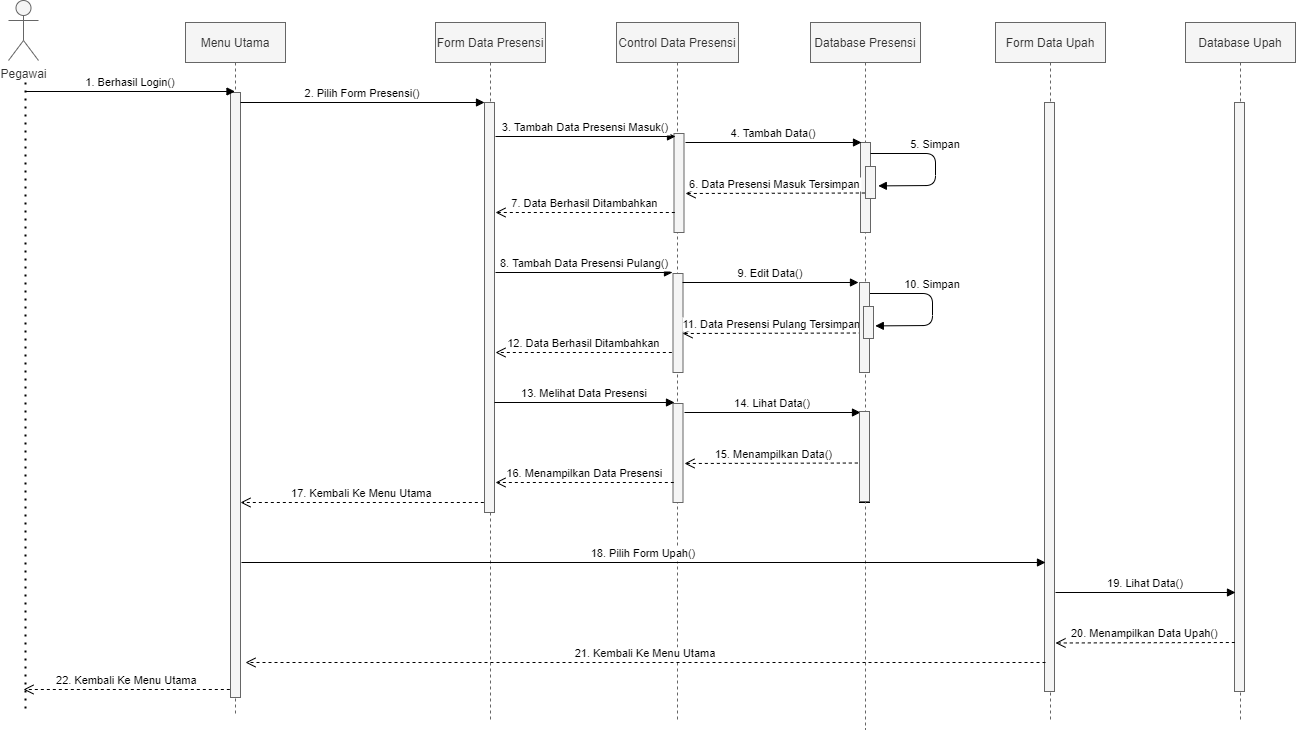 Pegawai
Menu Utama
Form Data Presensi
Control Data Presensi
Database Presensi
Form Data Upah
Database Upah
1. Berhasil Login()
2. Pilih Form Presensi()
3. Tambah Data Presensi Masuk()
4. Tambah Data()
5. Simpan
6. Data Presensi Masuk Tersimpan
7. Data Berhasil Ditambahkan
8. Tambah Data Presensi Pulang()
9. Edit Data()
10. Simpan
11. Data Presensi Pulang Tersimpan
12. Data Berhasil Ditambahkan
13. Melihat Data Presensi
14. Lihat Data()
15. Menampilkan Data()
16. Menampilkan Data Presensi
17. Kembali Ke Menu Utama
18. Pilih Form Upah()
19. Lihat Data()
20. Menampilkan Data Upah()
21. Kembali Ke Menu Utama
22. Kembali Ke Menu Utama